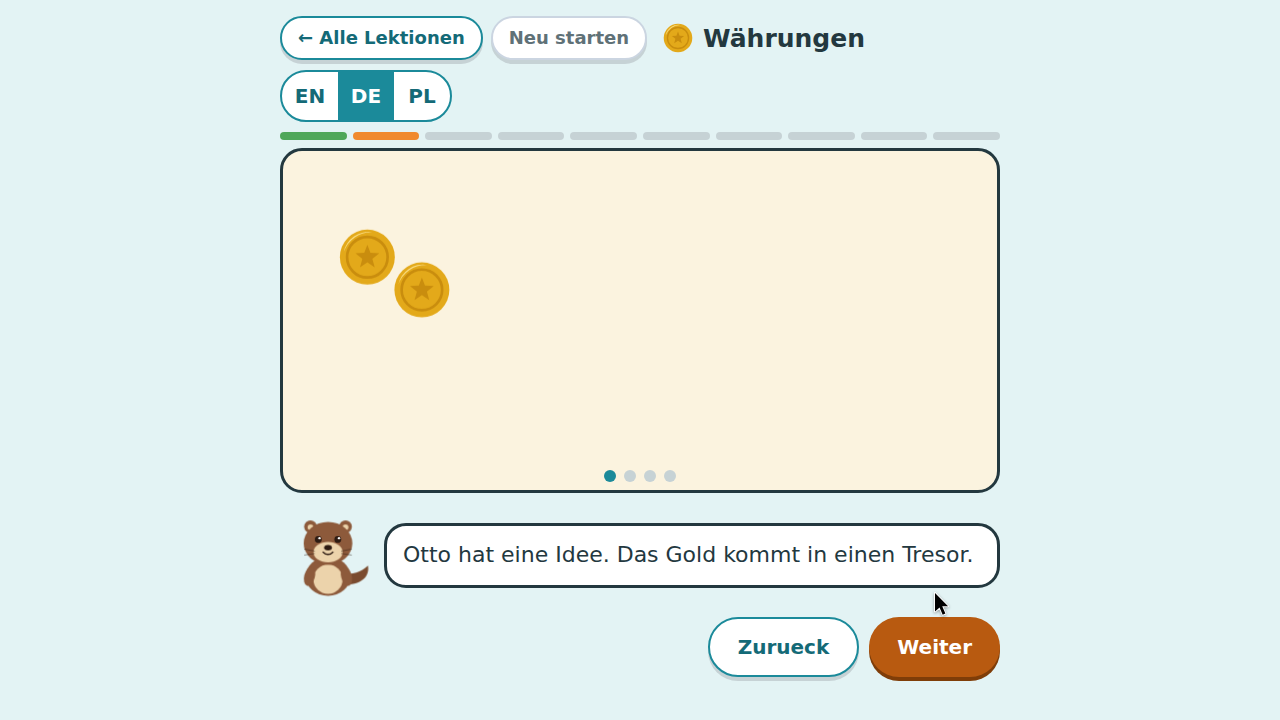 ← Alle Lektionen
Neu starten
Währungen
EN DE PL
Otto hat eine Idee. Das Gold kommt in einen Tresor.
Zurueck
Weiter